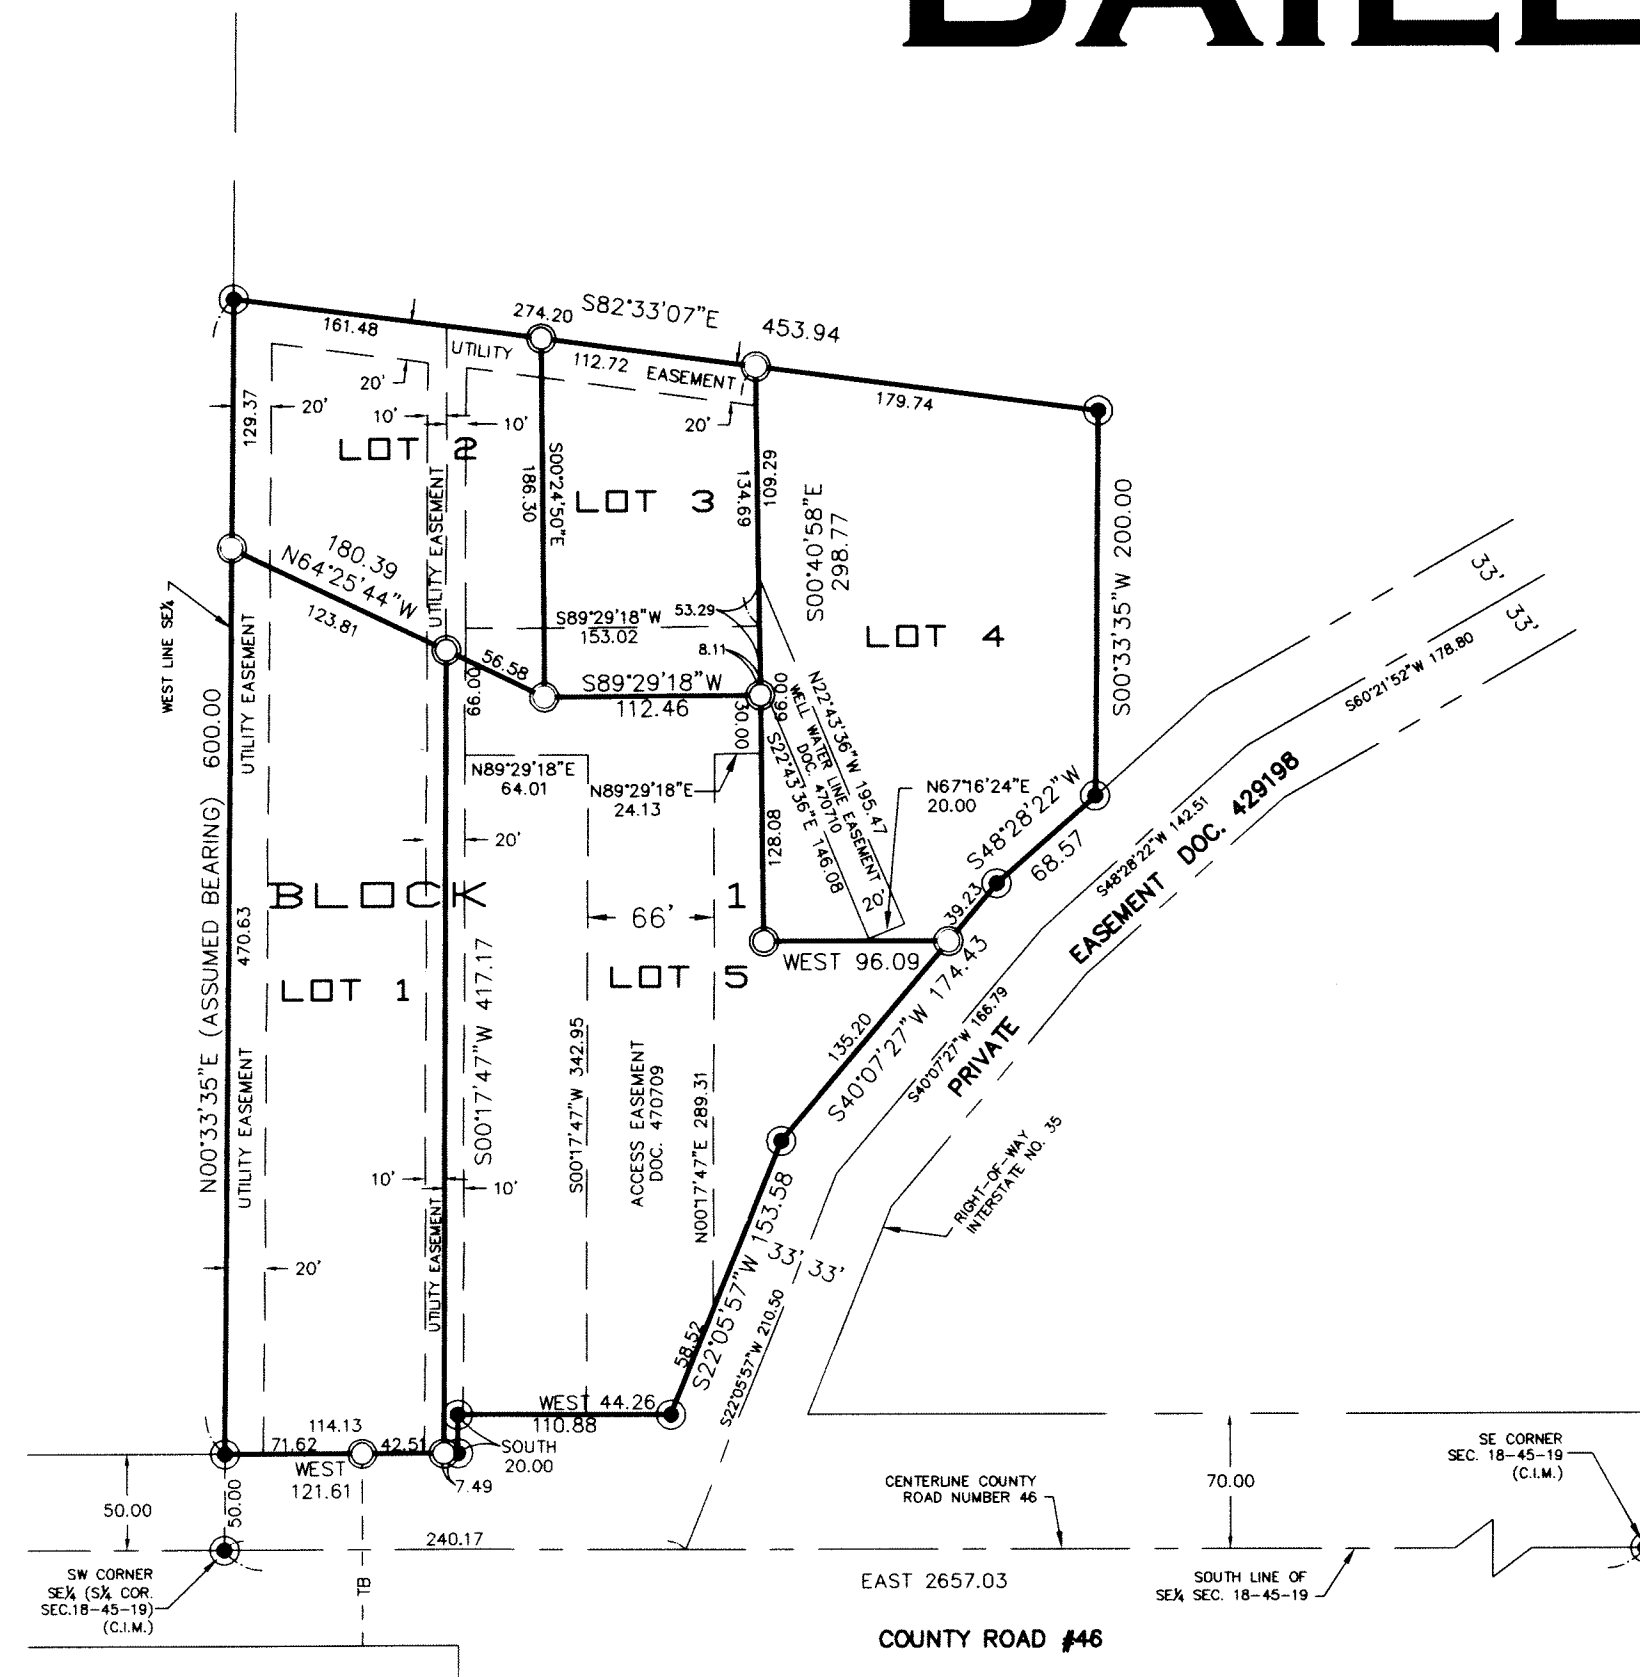 BAILE
S82°33'07"E
453.94
274.20
161.48
112.72
179.74
UTILITY
EASEMENT
20'
20'
20'
10'
10'
129.37
LOT 2
LOT 3
LOT 4
186.30
S00°24'50"E
134.69
109.29
S00°40'58"E
298.77
S00°33'35"W 200.00
UTILITY EASEMENT
180.39
N64°25'44"W
123.81
56.58
S89°29'18"W
153.02
53.29
8.11
S89°29'18"W
112.46
66.00
66.00
30.00
WEST LINE SE¼
UTILITY EASEMENT
N22°43'36"W 195.47
WELL WATER LINE EASEMENT
DOC. 470710
S22°43'36"E 146.08
20'
N67°16'24"E
20.00
N89°29'18"E
64.01
N89°29'18"E
24.13
128.08
20'
33'
33'
S60°21'52"W 178.80
S48°28'22"W
68.57
S48°28'22"W 142.51
PRIVATE EASEMENT DOC. 429198
N00°33'35"E (ASSUMED BEARING) 600.00
470.63
BLOCK 1
66'
LOT 1
LOT 5
39.23
WEST 96.09
S40°07'27"W 174.43
135.20
S40°07'27"W 166.79
S00°17'47"W 417.17
S00°17'47"W 342.95
ACCESS EASEMENT
DOC. 470709
N00°17'47"E 289.31
UTILITY EASEMENT
UTILITY EASEMENT
10'
10'
20'
RIGHT-OF-WAY
INTERSTATE NO. 35
S22°05'57"W 153.58
58.52
33' 33'
S22°05'57"W 210.50
WEST 44.26
110.88
114.13
71.62
42.51
WEST
121.61
SOUTH
20.00
7.49
50.00
50.00
240.17
CENTERLINE COUNTY
ROAD NUMBER 46
70.00
SE CORNER
SEC. 18-45-19
(C.I.M.)
SW CORNER
SE¼ (S¼ COR.
SEC.18-45-19)
(C.I.M.)
TB
EAST 2657.03
SOUTH LINE OF
SE¼ SEC. 18-45-19
COUNTY ROAD #46